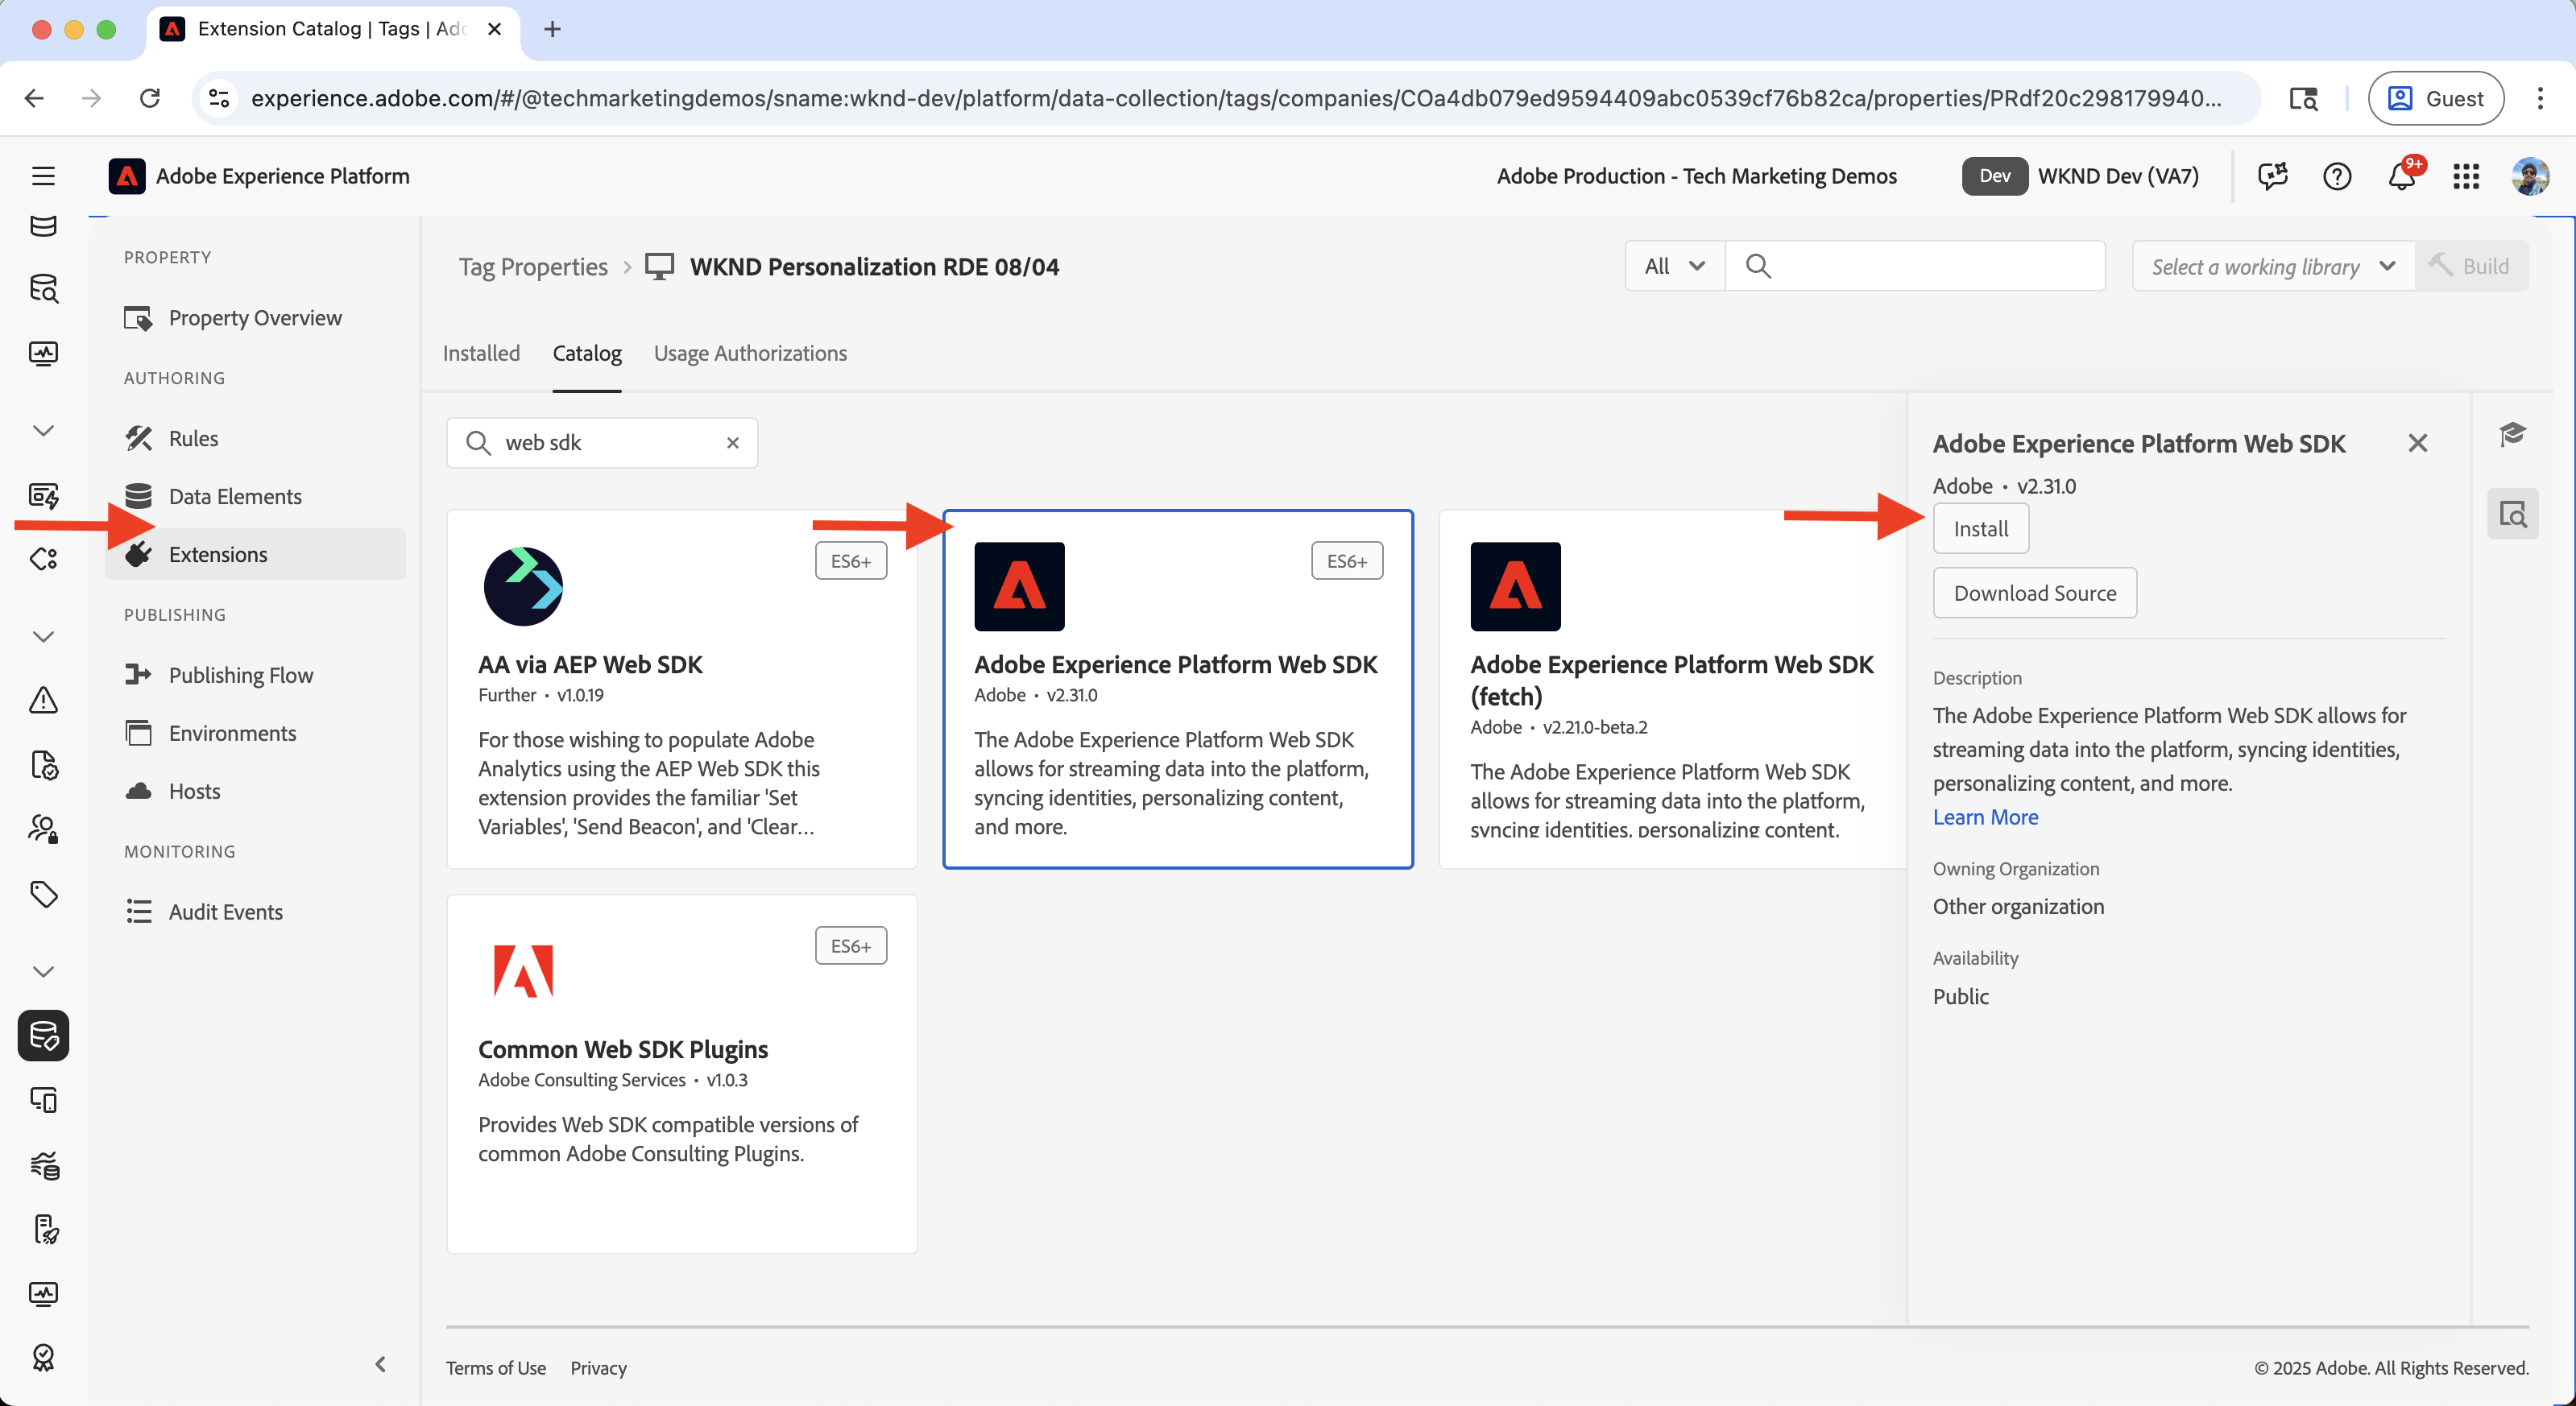 Extension Catalog | Tags | Ado
experience.adobe.com/#/@techmarketingdemos/sname:wknd-dev/platform/data-collection/tags/companies/COa4db079ed9594409abc0539cf76b82ca/properties/PRdf20c298179940...
Guest
Adobe Experience Platform
Adobe Production - Tech Marketing Demos
Dev
WKND Dev (VA7)
9+
PROPERTY
Property Overview
AUTHORING
Rules
Data Elements
Extensions
PUBLISHING
Publishing Flow
Environments
Hosts
MONITORING
Audit Events
Tag Properties
WKND Personalization RDE 08/04
All
Select a working library
Build
Installed
Catalog
Usage Authorizations
web sdk
ES6+
AA via AEP Web SDK
Further • v1.0.19
For those wishing to populate Adobe
Analytics using the AEP Web SDK this
extension provides the familiar 'Set
Variables', 'Send Beacon', and 'Clear...
ES6+
Adobe Experience Platform Web SDK
Adobe • v2.31.0
The Adobe Experience Platform Web SDK
allows for streaming data into the platform,
syncing identities, personalizing content,
and more.
Adobe Experience Platform Web SDK
(fetch)
Adobe • v2.21.0-beta.2
The Adobe Experience Platform Web SDK
allows for streaming data into the platform,
syncing identities, personalizing content,
ES6+
Common Web SDK Plugins
Adobe Consulting Services • v1.0.3
Provides Web SDK compatible versions of
common Adobe Consulting Plugins.
Adobe Experience Platform Web SDK
Adobe • v2.31.0
Install
Download Source
Description
The Adobe Experience Platform Web SDK allows for
streaming data into the platform, syncing identities,
personalizing content, and more.
Learn More
Owning Organization
Other organization
Availability
Public
Terms of Use
Privacy
© 2025 Adobe. All Rights Reserved.